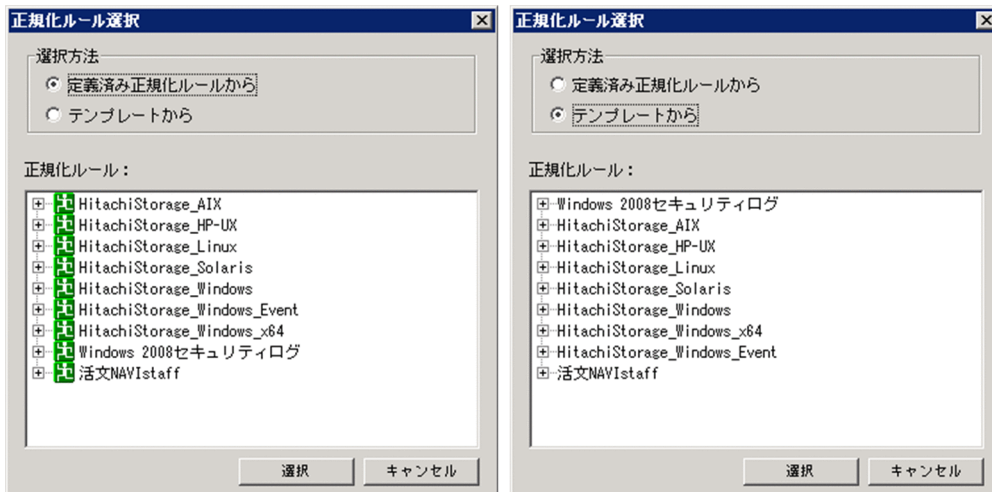 正規化ルール選択
選択方法
定義済み正規化ルールから
テンプレートから
正規化ルール：
HitachiStorage_AIX
HitachiStorage_HP-UX
HitachiStorage_Linux
HitachiStorage_Solaris
HitachiStorage_Windows
HitachiStorage_Windows_Event
HitachiStorage_Windows_x64
Windows 2008セキュリティログ
活文NAVIstaff
選択
キャンセル
正規化ルール選択
選択方法
定義済み正規化ルールから
テンプレートから
正規化ルール：
Windows 2008セキュリティログ
HitachiStorage_AIX
HitachiStorage_HP-UX
HitachiStorage_Linux
HitachiStorage_Solaris
HitachiStorage_Windows
HitachiStorage_Windows_x64
HitachiStorage_Windows_Event
活文NAVIstaff
選択
キャンセル